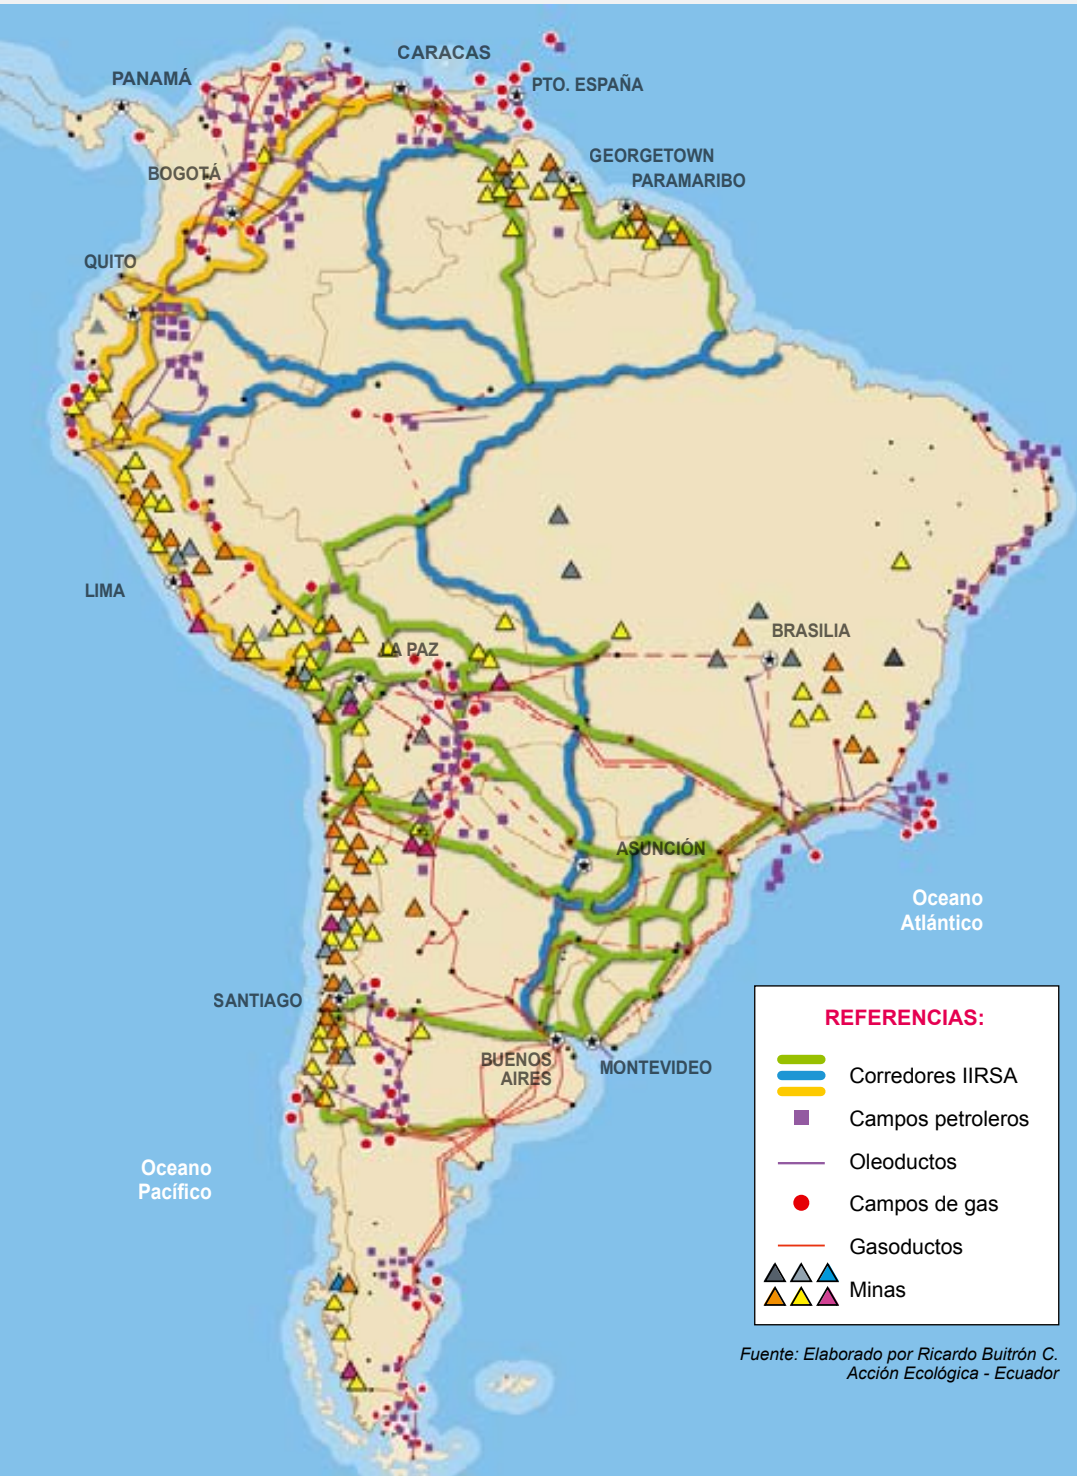 CARACAS
PANAMÁ
PTO. ESPAÑA
GEORGETOWN
BOGOTÁ
PARAMARIBO
QUITO
LIMA
BRASILIA
LA PAZ
ASUNCIÓN
Oceano
Atlántico
SANTIAGO
BUENOS
AIRES
MONTEVIDEO
Oceano
Pacífico
REFERENCIAS:
Corredores IIRSA
Campos petroleros
Oleoductos
Campos de gas
Gasoductos
Minas
Fuente: Elaborado por Ricardo Buitrón C.
Acción Ecológica - Ecuador